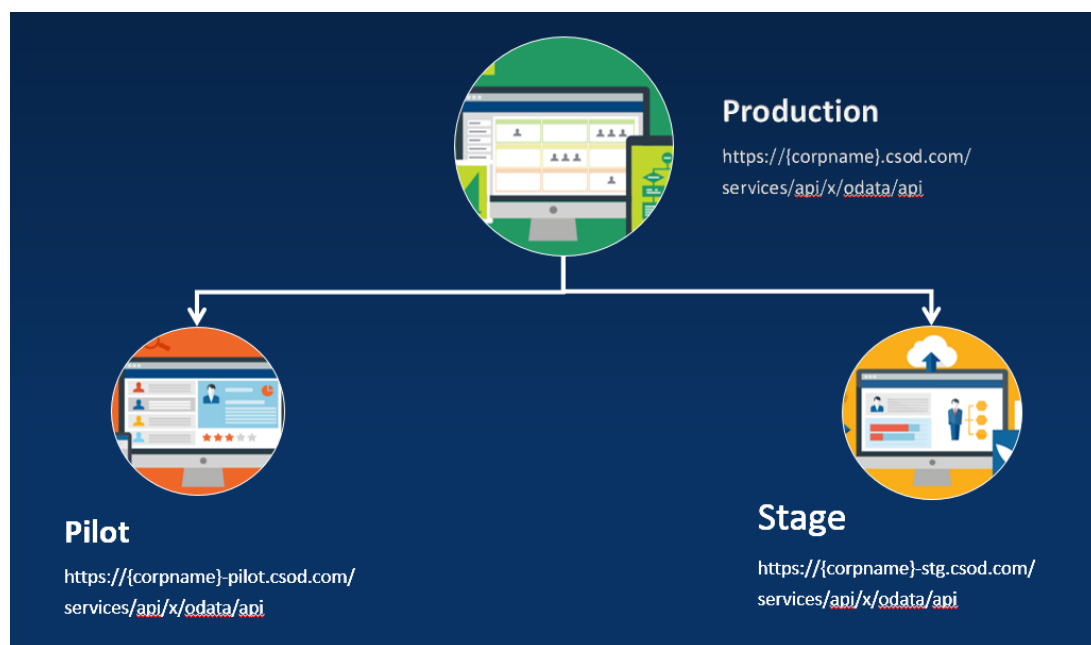 Production
https://{corpname}.csod.com/
services/api/x/odata/api
Pilot
https://{corpname}-pilot.csod.com/
services/api/x/odata/api
Stage
https://{corpname}-stg.csod.com/
services/api/x/odata/api